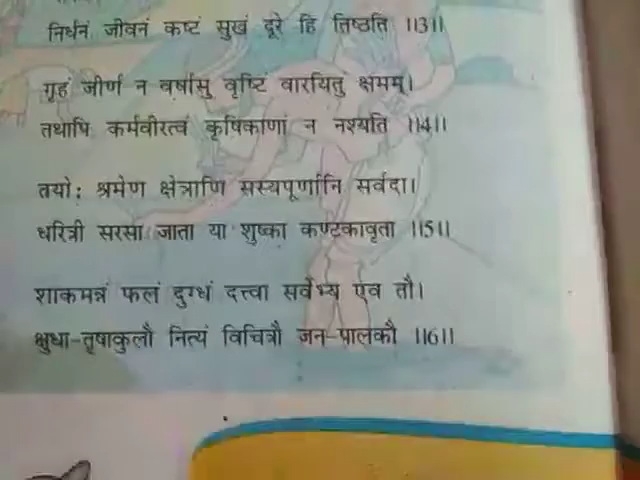 निर्धनं जीवनं कष्टं सुखं दूरे हि तिष्ठति ।।3।।
गृहं जीर्णं न वर्षासु वृष्टिं वारयितुं क्षमम्।
तथापि कर्मवीरत्वं कृषिकाणां न नश्यति ।।4।।
तयोः श्रमेण क्षेत्राणि सस्यपूर्णानि सर्वदा।
धरित्री सरसा जाता या शुष्का कण्टकावृता ।।5।।
शाकमन्नं फलं दुग्धं दत्त्वा सर्वेभ्य एव तौ।
क्षुधा-तृषाकुलौ नित्यं विचित्रौ जन-पालकौ ।।6।।